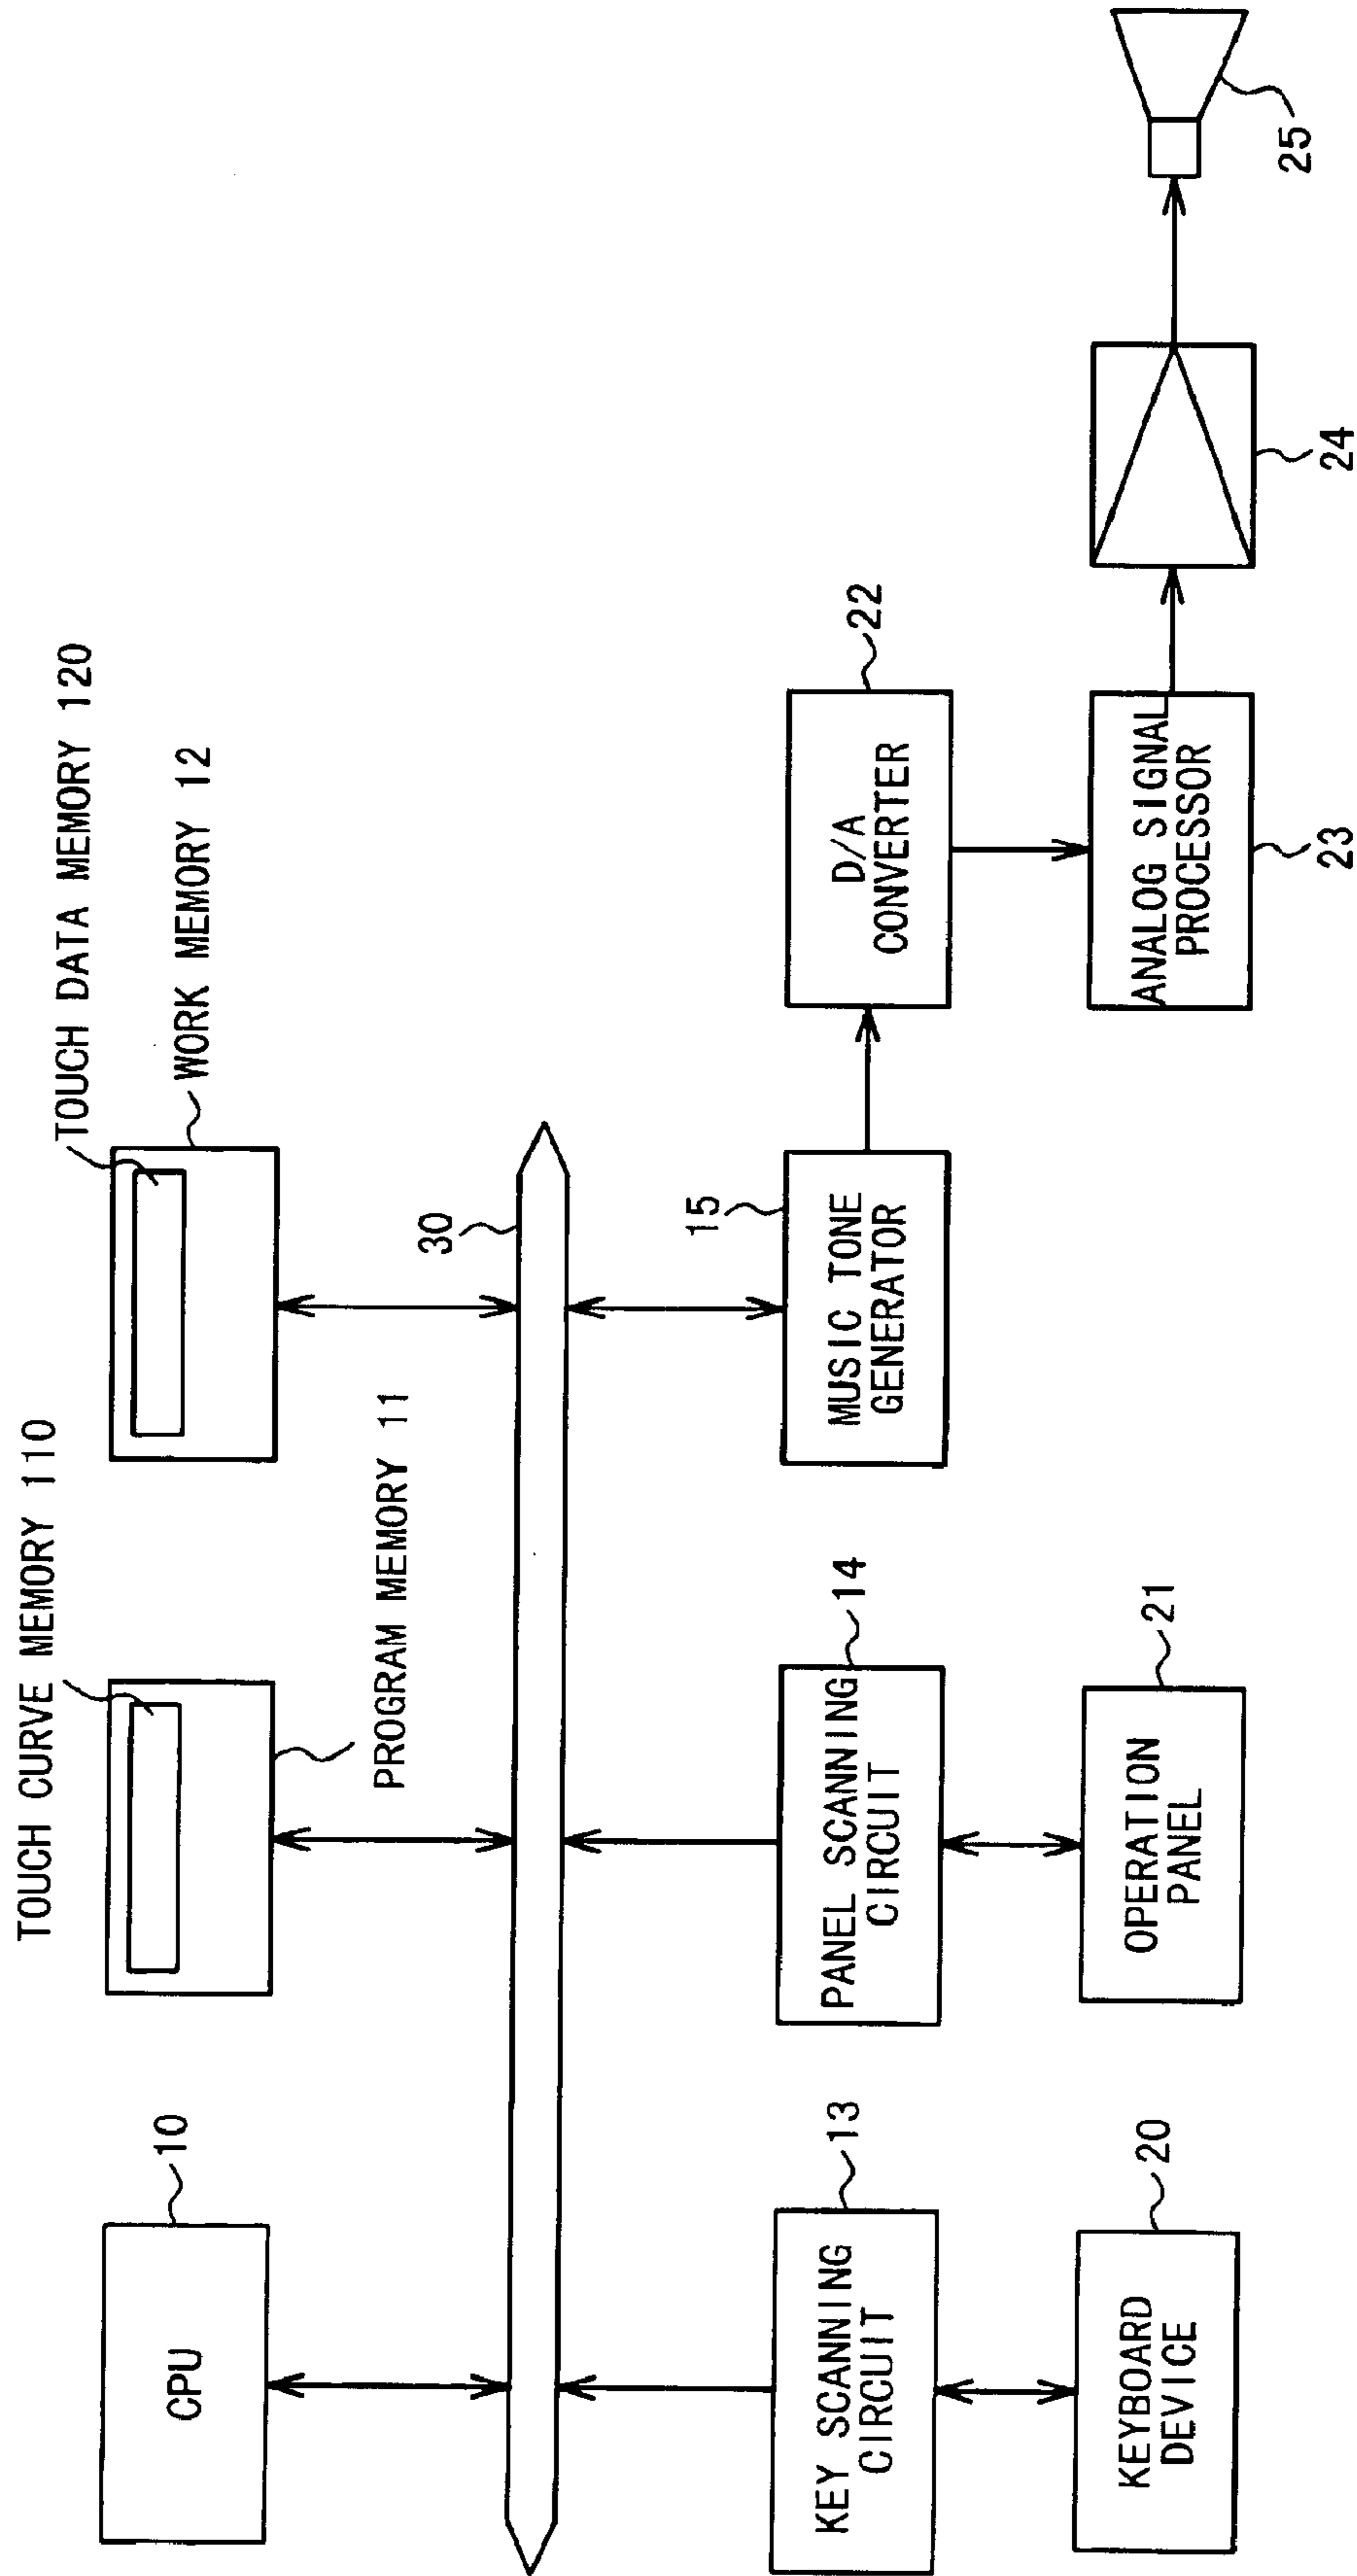 TOUCH CURVE MEMORY 110
TOUCH DATA MEMORY 120
10
CPU
PROGRAM MEMORY 11
WORK MEMORY 12
30
13
KEY SCANNING
CIRCUIT
14
PANEL SCANNING
CIRCUIT
15
MUSIC TONE
GENERATOR
22
D/A
CONVERTER
20
KEYBOARD
DEVICE
21
OPERATION
PANEL
ANALOG SIGNAL
PROCESSOR
23
24
25